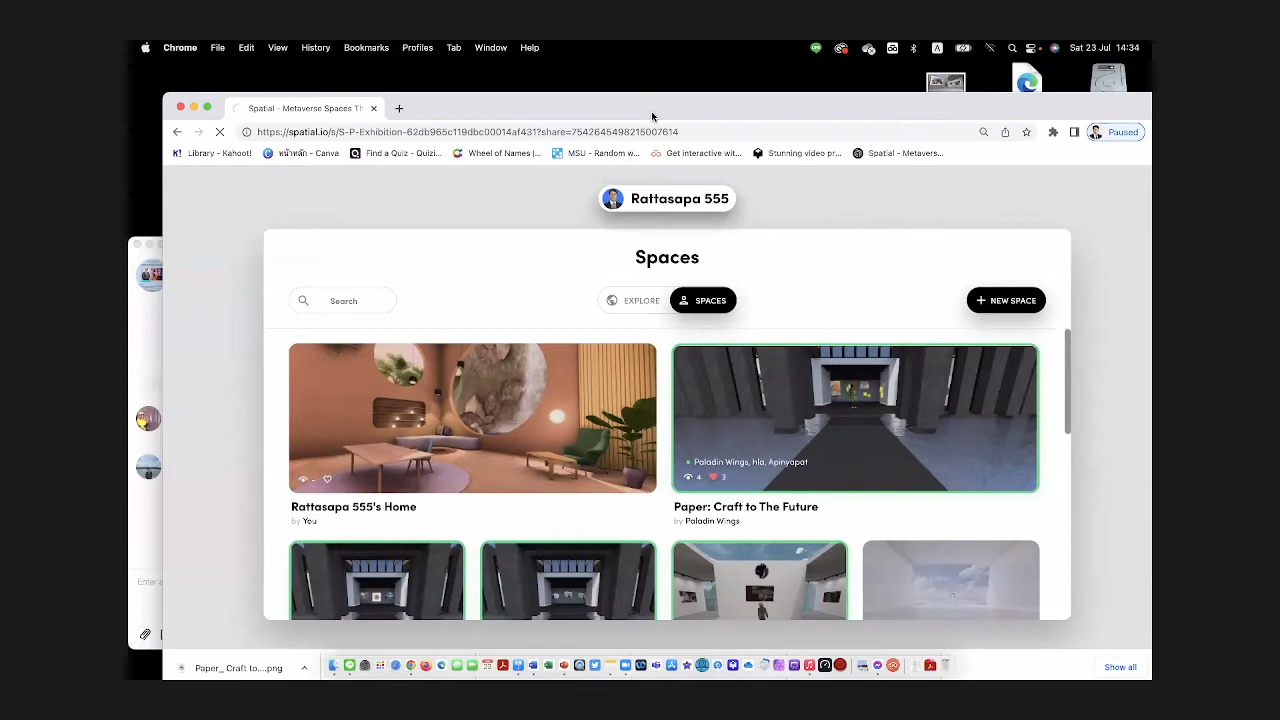 Chrome File Edit View History Bookmarks Profiles Tab Window Help A Sat 23 Jul 14:34
Spatial - Metaverse Spaces Th
https://spatial.io/s/S-P-Exhibition-62db965c119dbc00014af431?share=7542645498215007614 Paused
Library - Kahoot! หน้าหลัก - Canva Find a Quiz - Quizi... Wheel of Names |... MSU - Random w... Get interactive wit... Stunning video pr... Spatial - Metavers...
Rattasapa 555
Spaces
Search EXPLORE SPACES + NEW SPACE
Paladin Wings, hla, Apinyapat
- 4 3
Rattasapa 555's Home Paper: Craft to The Future
by You by Paladin Wings
Enter a
Paper_ Craft to....png Show all